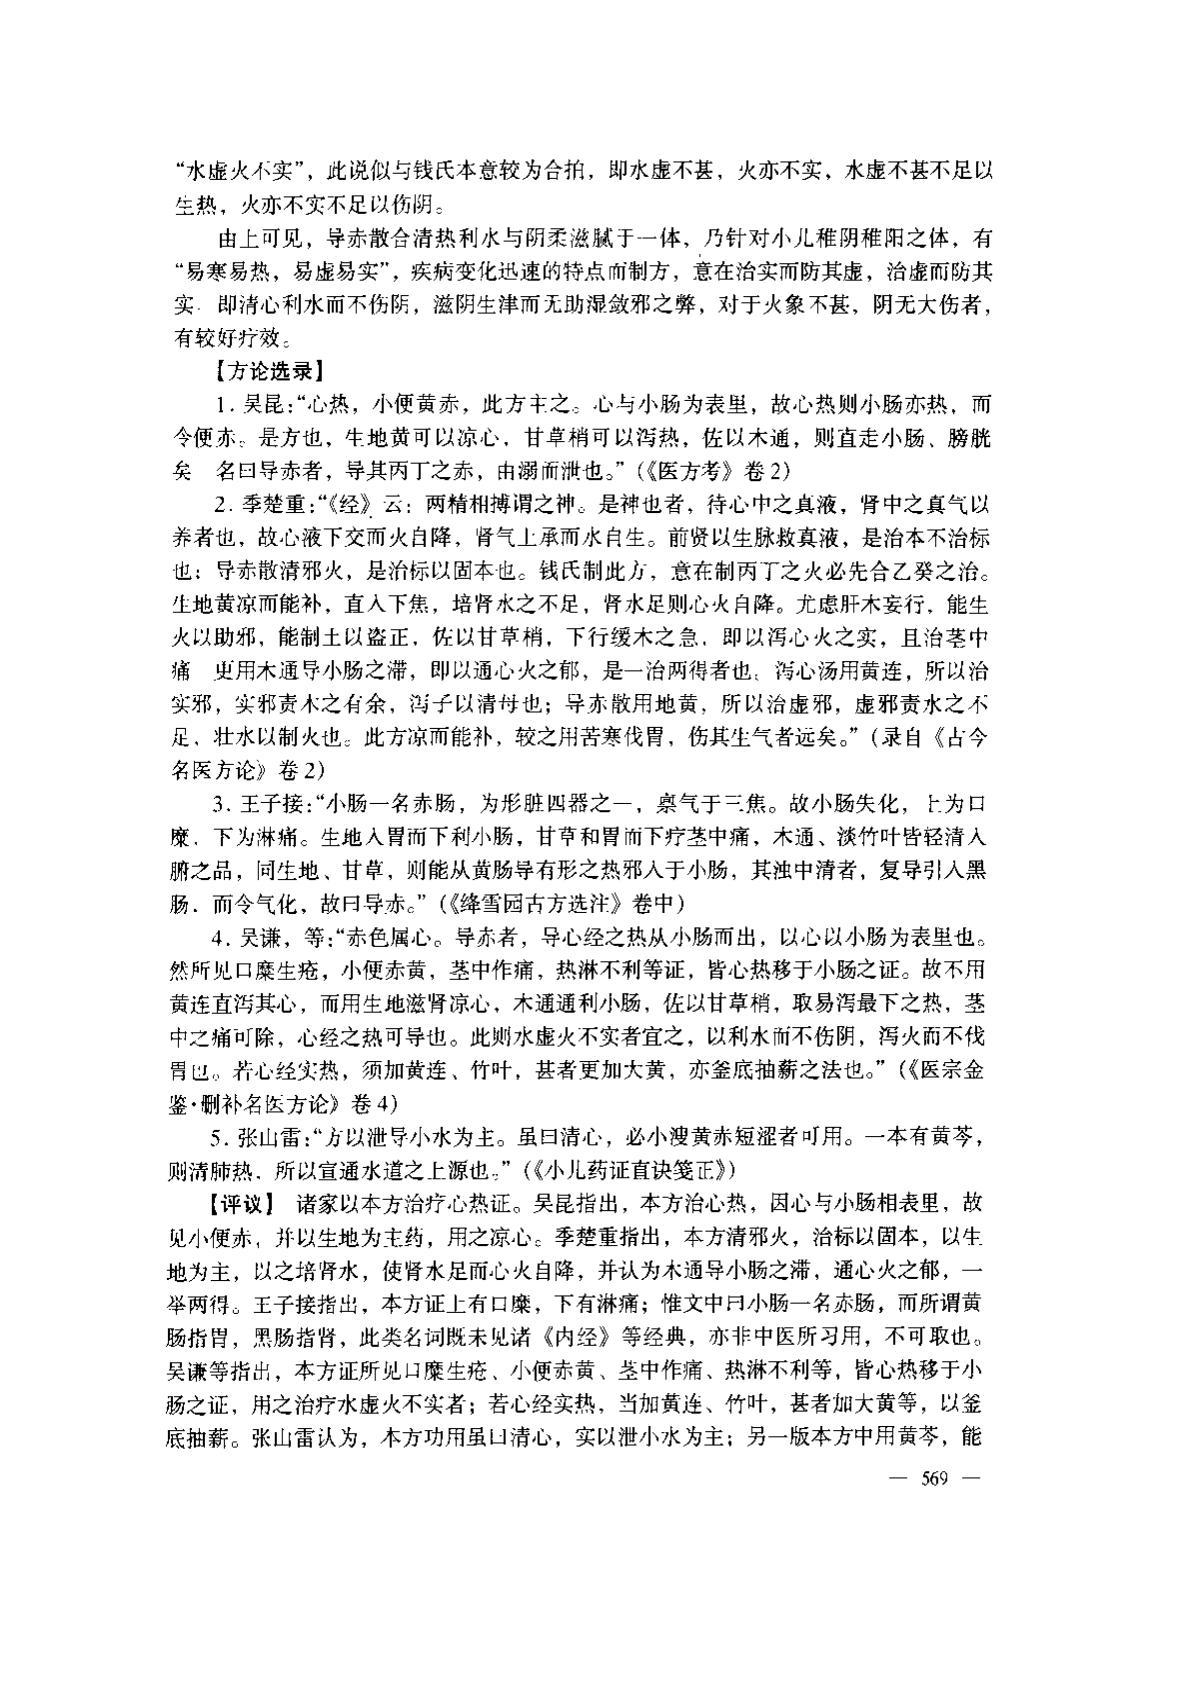 “水虚火不实”，此说似与钱氏本意较为合拍，即水虚不甚，火亦不实，水虚不甚不足以
生热，火亦不实不足以伤阴。
由上可见，导赤散合清热利水与阴柔滋腻于一体，乃针对小儿稚阴稚阳之体，有
“易寒易热，易虚易实”，疾病变化迅速的特点而制方，意在治实而防其虚，治虚而防其
实．即清心利水而不伤阴，滋阴生津而无助湿敛邪之弊，对于火象不甚，阴无大伤者，
有较好疗效。
【方论选录】
1．吴昆：“心热，小便黄赤，此方主之。心与小肠为表里，故心热则小肠亦热，而
令便赤。是方也，生地黄可以凉心，甘草梢可以泻热，佐以木通，则直走小肠、膀胱
矣 名曰导赤者，导其丙丁之赤，由溺而泄也。”（《医方考》卷2）
2．季楚重：“《经》云：两精相搏谓之神。是神也者，待心中之真液，肾中之真气以
养者也，故心液下交而火自降，肾气上承而水自生。前贤以生脉救真液，是治本不治标
也；导赤散清邪火，是治标以固本也。钱氏制此方，意在制丙丁之火必先合乙癸之治。
生地黄凉而能补，直入下焦，培肾水之不足，肾水足则心火自降。尤虑肝木妄行，能生
火以助邪，能制土以盗正，佐以甘草梢，下行缓木之急，即以泻心火之实，且治茎中
痛 更用木通导小肠之滞，即以通心火之郁，是一治两得者也。泻心汤用黄连，所以治
实邪，实邪责木之有余，泻子以清母也；导赤散用地黄，所以治虚邪，虚邪责水之不
足，壮水以制火也。此方凉而能补，较之用苦寒伐胃，伤其生气者远矣。”（录自《古今
名医方论》卷2）
3．王子接：“小肠一名赤肠，为形脏四器之一，禀气于三焦。故小肠失化，上为口
糜，下为淋痛。生地入胃而下利小肠，甘草和胃而下疗茎中痛，木通、淡竹叶皆轻清入
腑之品，同生地、甘草，则能从黄肠导有形之热邪入于小肠，其浊中清者，复导引入黑
肠．而令气化，故曰导赤。”（《绛雪园古方选注》卷中）
4．吴谦，等：“赤色属心。导赤者，导心经之热从小肠而出，以心以小肠为表里也。
然所见口糜生疮，小便赤黄，茎中作痛，热淋不利等证，皆心热移于小肠之证。故不用
黄连直泻其心，而用生地滋肾凉心，木通通利小肠，佐以甘草梢，取易泻最下之热，茎
中之痛可除，心经之热可导也。此则水虚火不实者宜之，以利水而不伤阴，泻火而不伐
胃也。若心经实热，须加黄连、竹叶，甚者更加大黄，亦釜底抽薪之法也。”（《医宗金
鉴·删补名医方论》卷4）
5．张山雷：“方以泄导小水为主。虽曰清心，必小溲黄赤短涩者可用。一本有黄芩，
则清肺热，所以宣通水道之上源也。”（《小儿药证直诀笺正》）
【评议】 诸家以本方治疗心热证。吴昆指出，本方治心热，因心与小肠相表里，故
见小便赤，并以生地为主药，用之凉心。季楚重指出，本方清邪火，治标以固本，以生
地为主，以之培肾水，使肾水足而心火自降，并认为木通导小肠之滞，通心火之郁，一
举两得。王子接指出，本方证上有口糜，下有淋痛；惟文中曰小肠一名赤肠，而所谓黄
肠指胃，黑肠指肾，此类名词既未见诸《内经》等经典，亦非中医所习用，不可取也。
吴谦等指出，本方证所见口糜生疮、小便赤黄、茎中作痛、热淋不利等，皆心热移于小
肠之证，用之治疗水虚火不实者；若心经实热，当加黄连、竹叶，甚者加大黄等，以釜
底抽薪。张山雷认为，本方功用虽曰清心，实以泄小水为主；另一版本方中用黄芩，能
— 569 —